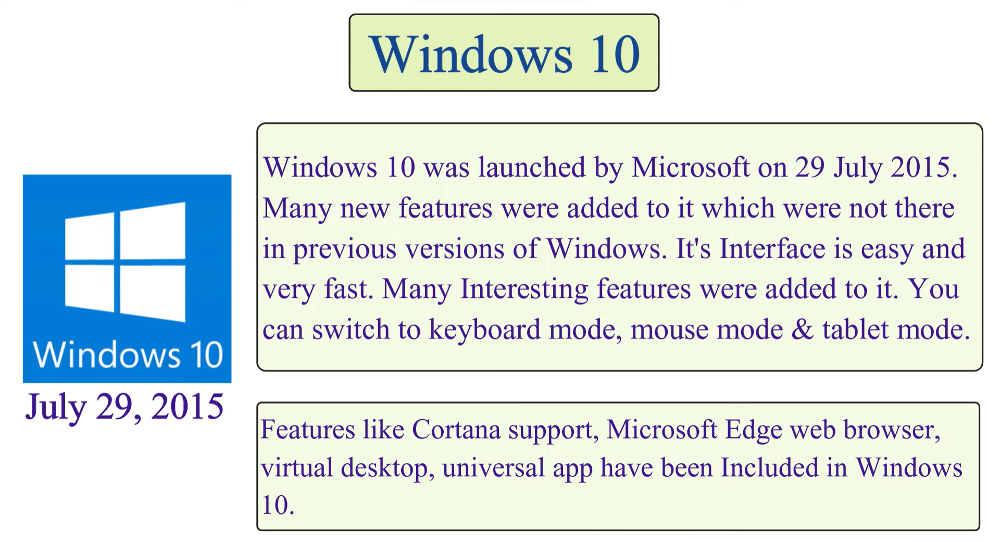 Windows 10
Windows 10 was launched by Microsoft on 29 July 2015.
Many new features were added to it which were not there
in previous versions of Windows. It's Interface is easy and
very fast. Many Interesting features were added to it. You
can switch to keyboard mode, mouse mode & tablet mode.
Windows 10
July 29, 2015
Features like Cortana support, Microsoft Edge web browser,
virtual desktop, universal app have been Included in Windows
10.